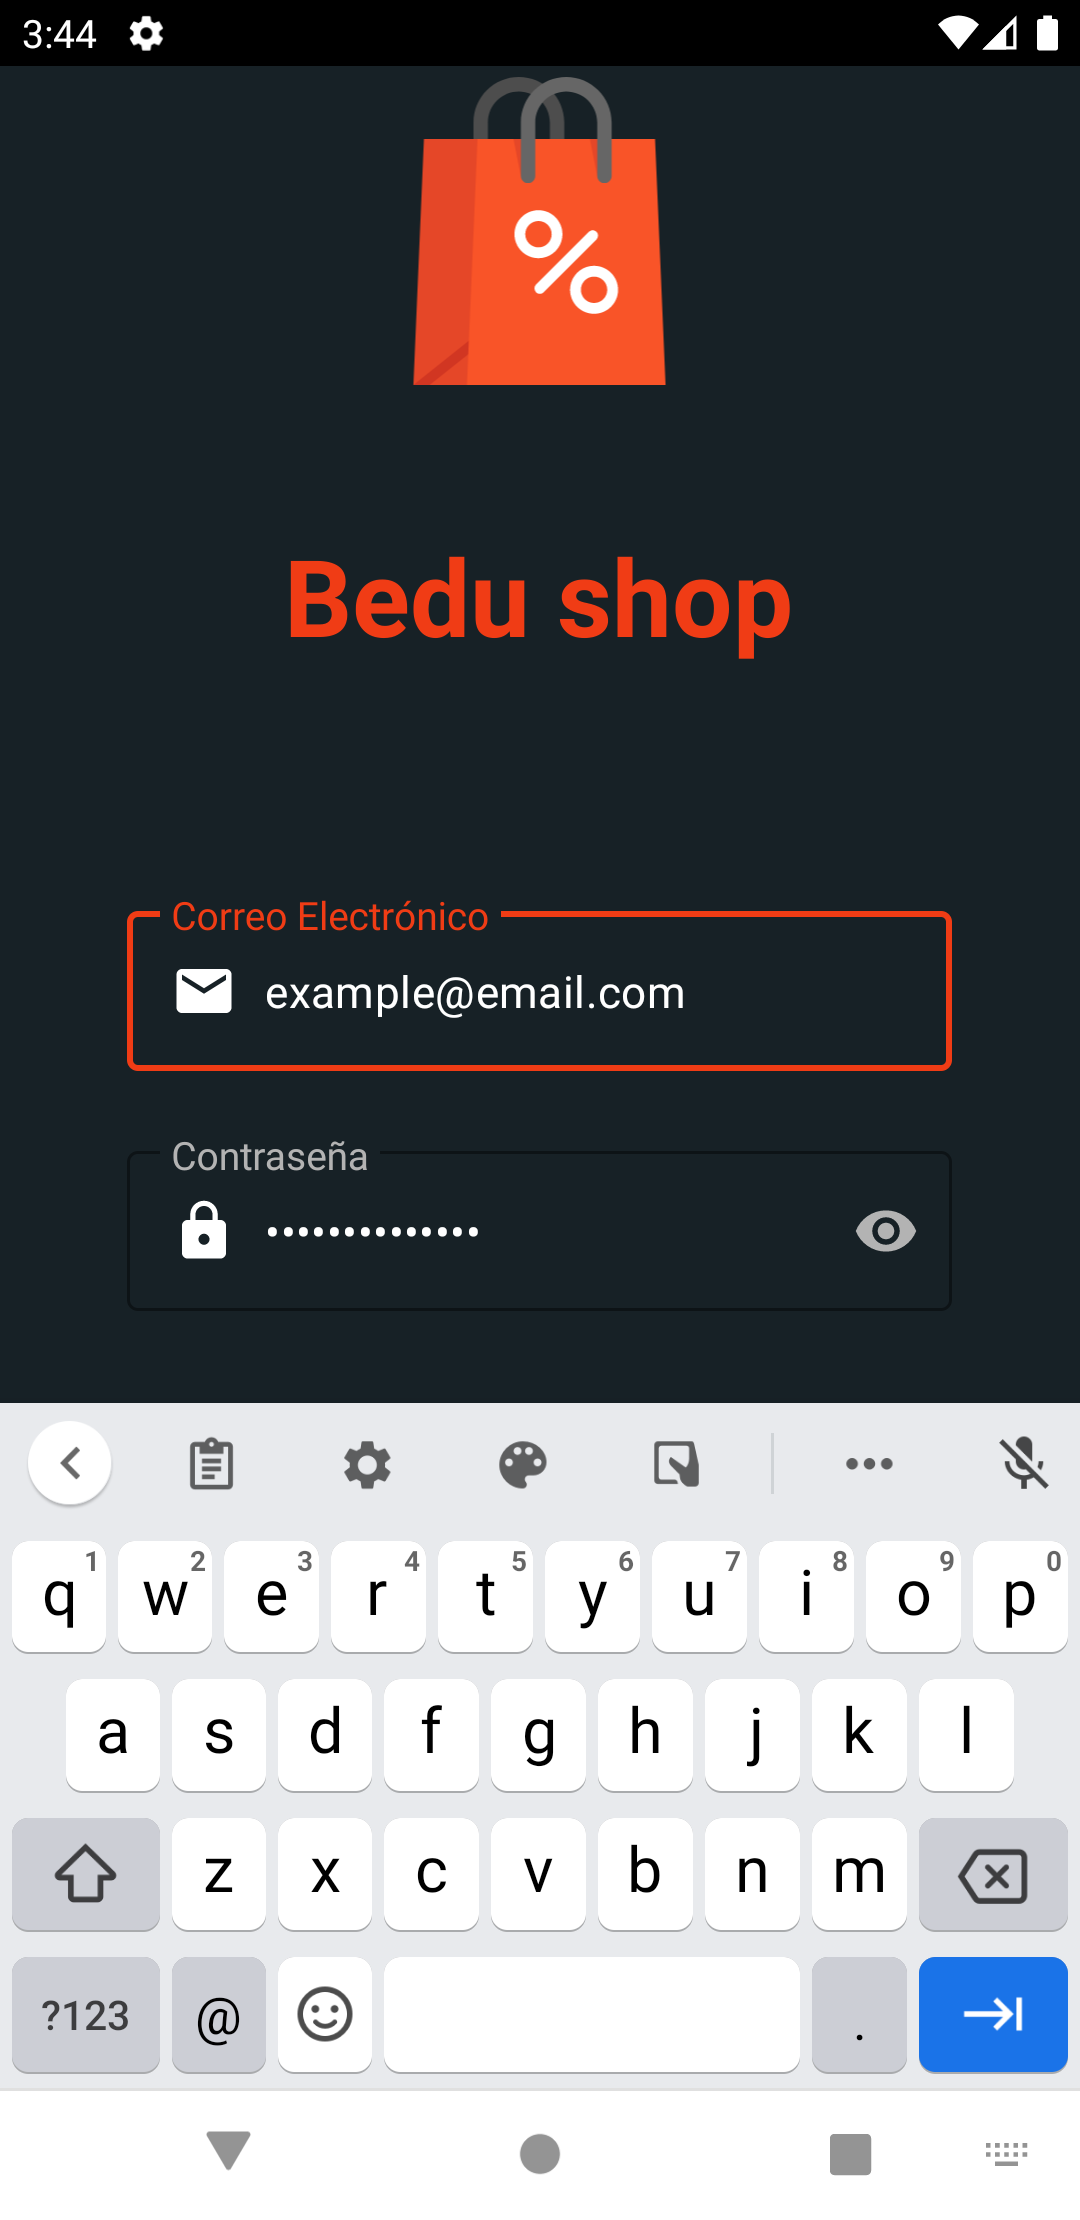 3:44
%
Bedu shop
Correo Electrónico
example@email.com
Contraseña
••••••••••••••
1 2 3 4 5 6 7 8 9 0
q w e r t y u i o p
a s d f g h j k l
z x c v b n m
?123 @ .